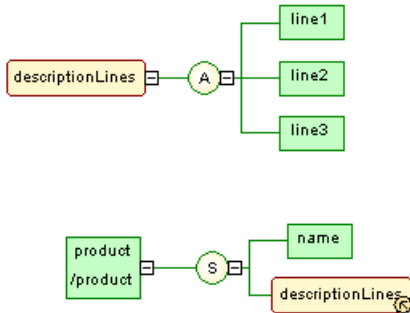 line1
descriptionLines
A
line2
line3
product
/product
S
name
descriptionLines